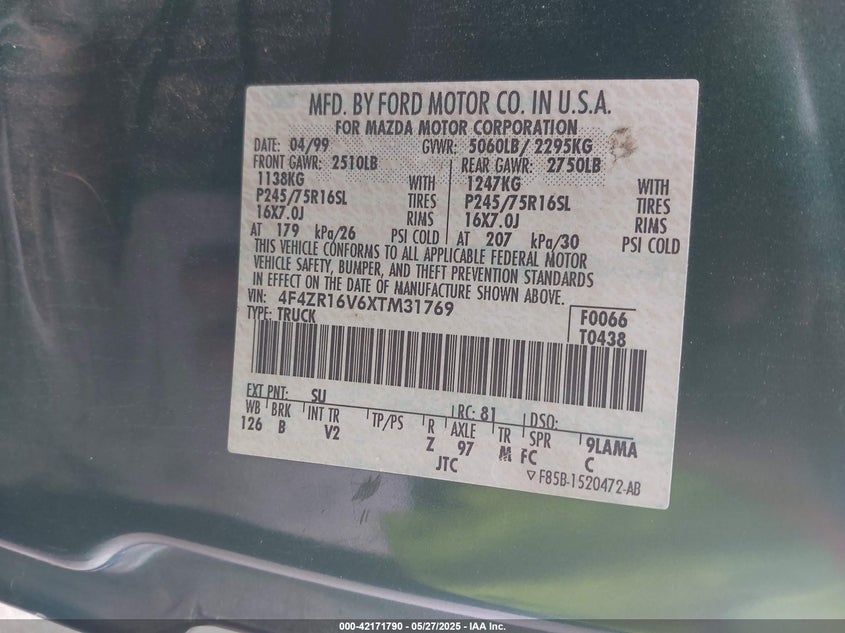 MFD. BY FORD MOTOR CO. IN U.S.A.
FOR MAZDA MOTOR CORPORATION
DATE: 04/99 GVWR: 5060LB/ 2295KG
FRONT GAWR: 2510LB REAR GAWR: 2750LB
1138KG WITH 1247KG WITH
P245/75R16SL TIRES P245/75R16SL TIRES
16X7.0J RIMS 16X7.0J RIMS
AT 179 kPa/26 PSI COLD AT 207 kPa/30 PSI COLD
THIS VEHICLE CONFORMS TO ALL APPLICABLE FEDERAL MOTOR
VEHICLE SAFETY, BUMPER, AND THEFT PREVENTION STANDARDS
IN EFFECT ON THE DATE OF MANUFACTURE SHOWN ABOVE.
VIN: 4F4ZR16V6XTM31769 F0066
TYPE: TRUCK T0438
EXT PNT: SU RC: 81 DSO:
WB BRK INT TR TP/PS R AXLE TR SPR 9LAMA
126 B V2 Z 97 M FC C
JTC
F85B-1520472-AB
000-42171790 - 05/27/2025 - IAA Inc.